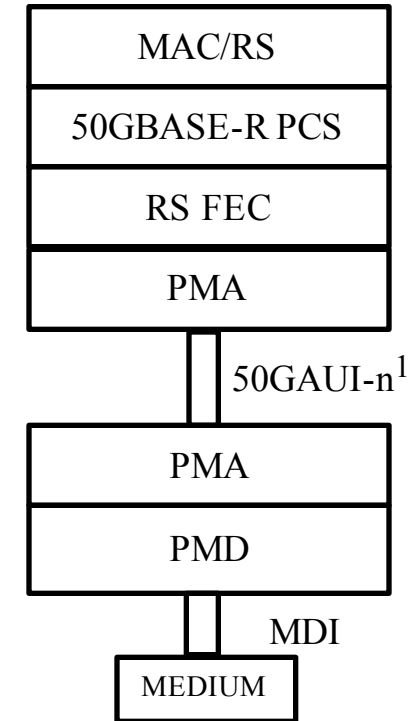 MAC/RS
50GBASE-R PCS
RS FEC
PMA
50GAUI-n¹
PMA
PMD
MDI
MEDIUM